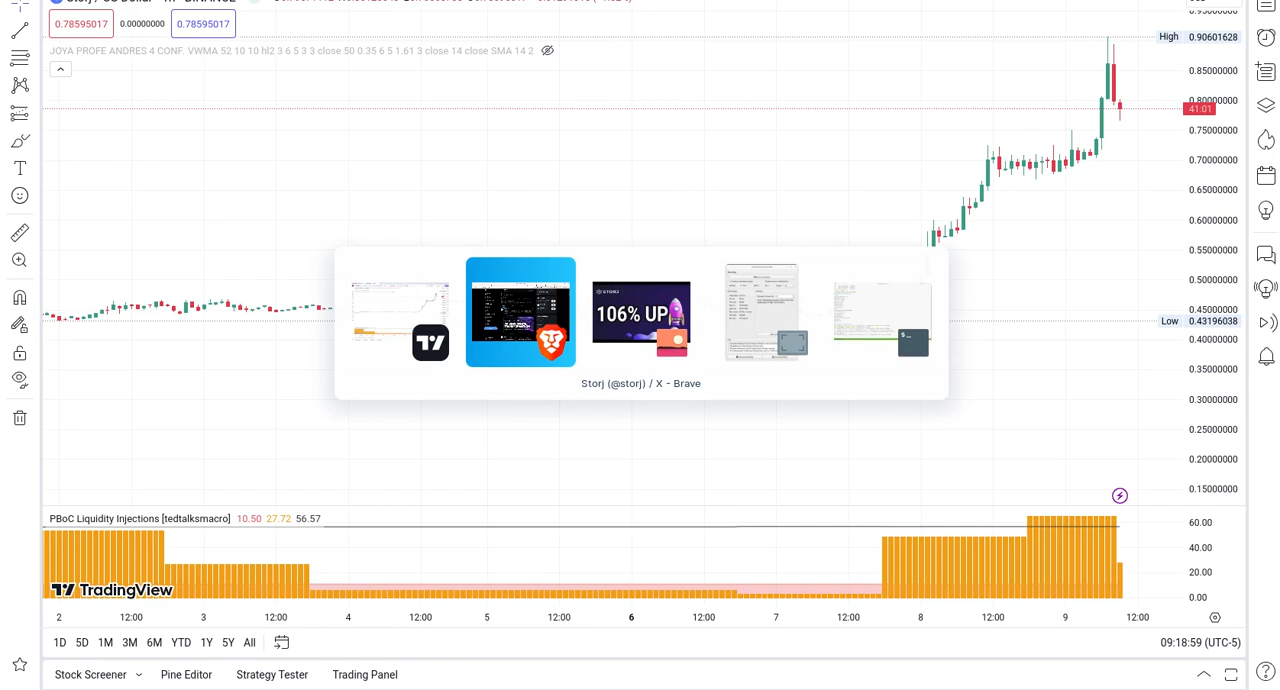 0.78595017 0.00000000 0.78595017
JOYA PROFE ANDRES 4 CONF. VWMA 52 10 10 hl2 3 6 5 3 3 close 50 0.35 6 5 1.61 3 close 14 close SMA 14 2
High 0.90601628
0.85000000
0.80000000
41:01
0.75000000
0.70000000
0.65000000
0.60000000
0.55000000
0.50000000
0.45000000
Low 0.43196038
0.40000000
0.35000000
0.30000000
0.25000000
0.20000000
0.15000000
STORJ
106% UP
Storj (@storj) / X - Brave
PBoC Liquidity Injections [tedtalksmacro] 10.50 27.72 56.57
60.00
40.00
20.00
0.00
TradingView
2 12:00 3 12:00 4 12:00 5 12:00 6 12:00 7 12:00 8 12:00 9 12:00
1D 5D 1M 3M 6M YTD 1Y 5Y All
09:18:59 (UTC-5)
Stock Screener Pine Editor Strategy Tester Trading Panel